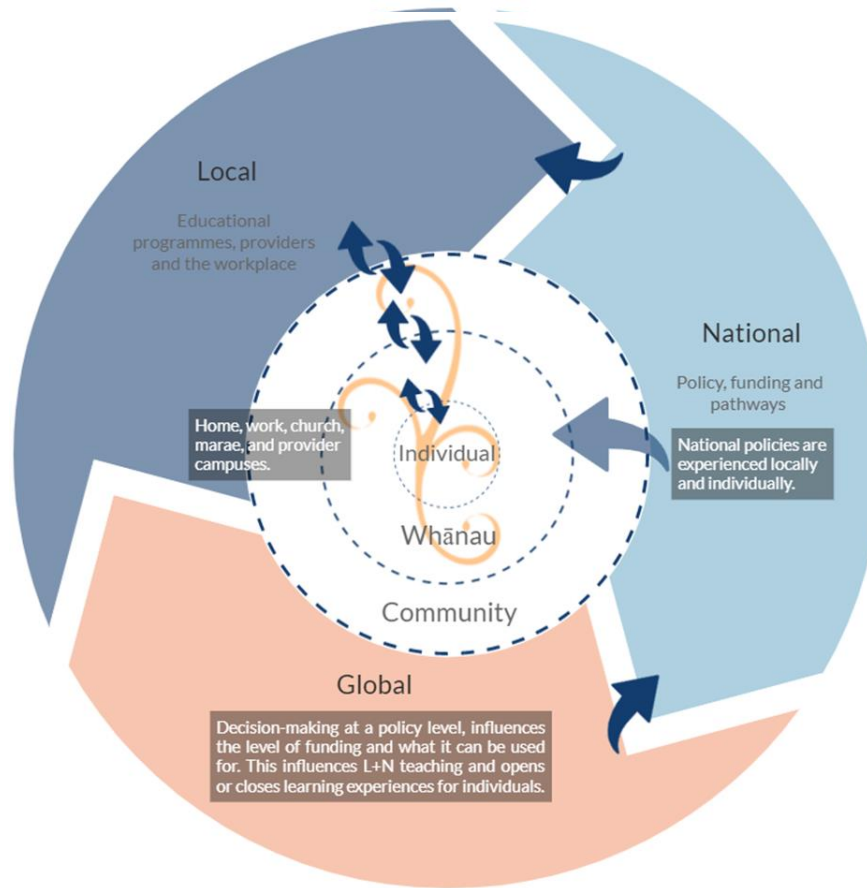 Local
Educational
programmes, providers
and the workplace
National
Policy, funding and
pathways
National policies are
experienced locally
and individually.
Home, work, church,
marae, and provider
campuses.
Individual
Whānau
Community
Global
Decision-making at a policy level, influences
the level of funding and what it can be used
for. This influences L+N teaching and opens
or closes learning experiences for individuals.